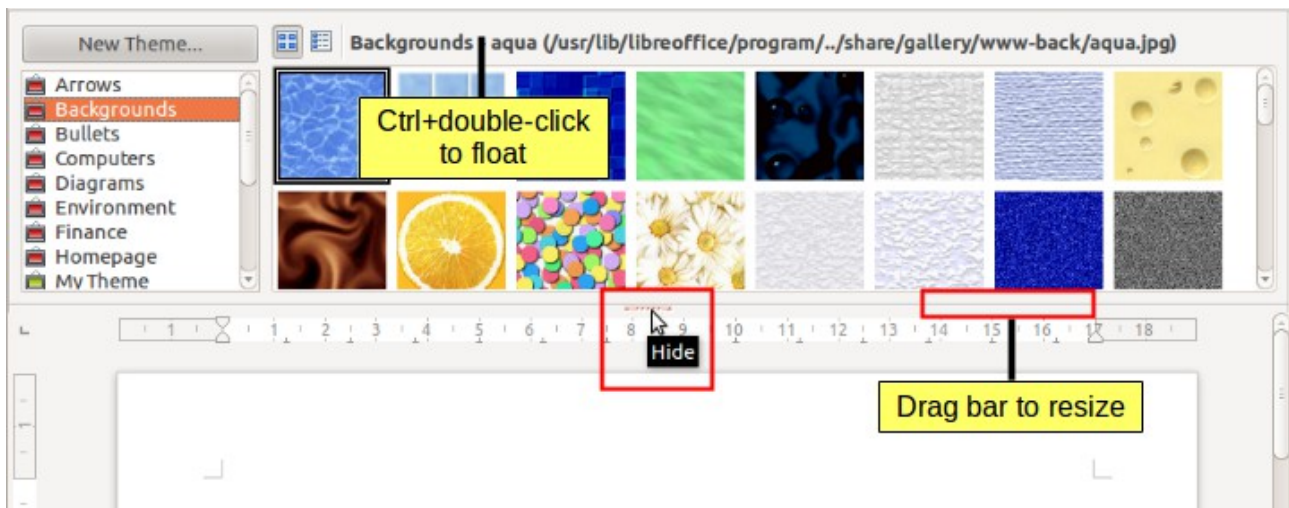 New Theme...
Backgrounds aqua (/usr/lib/libreoffice/program/../share/gallery/www-back/aqua.jpg)
Arrows
Backgrounds
Bullets
Computers
Diagrams
Environment
Finance
Homepage
My Theme
Ctrl+double-click
to float
1 1 2 3 4 5 6 7 8 9 10 11 12 13 14 15 16 17 18
Hide
Drag bar to resize
1